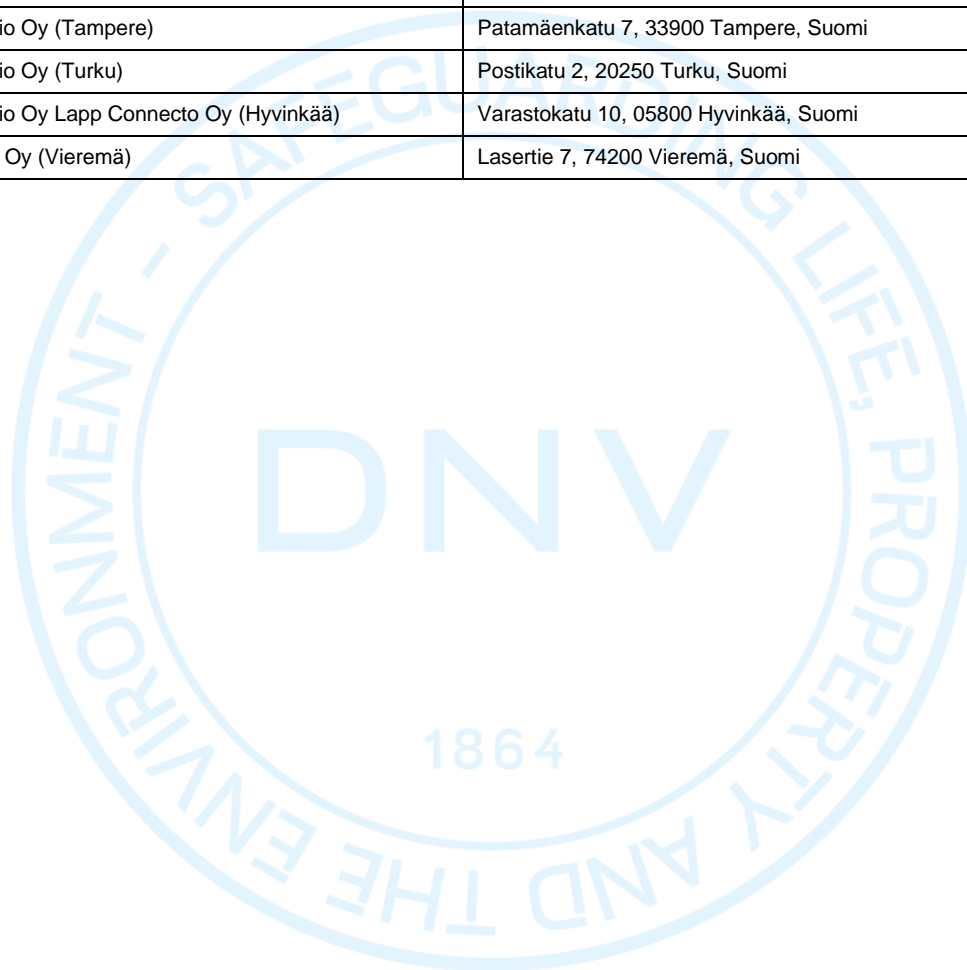 io Oy (Tampere) Patamäenkatu 7, 33900 Tampere, Suomi
io Oy (Turku) Postikatu 2, 20250 Turku, Suomi
io Oy Lapp Connecto Oy (Hyvinkää) Varastokatu 10, 05800 Hyvinkää, Suomi
Oy (Vieremä) Lasertie 7, 74200 Vieremä, Suomi
SAFEGUARDING LIFE, PROPERTY AND THE ENVIRONMENT -
DNV
1864